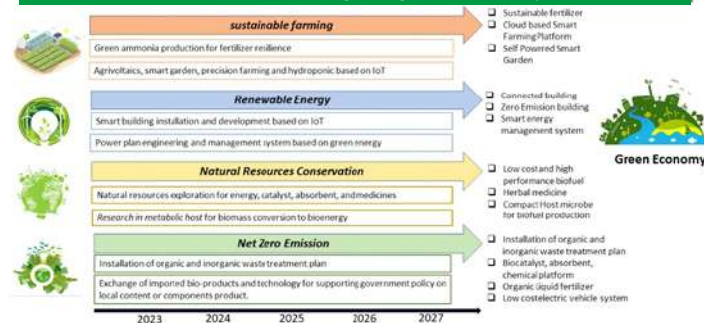 sustainable farming
Green ammonia production for fertilizer resilience
Agrivoltaics, smart garden, precision farming and hydroponic based on IoT
❑ Sustainable fertilizer
❑ Cloud based Smart
Farming Platform
❑ Self Powered Smart
Garden
Renewable Energy
Smart building installation and development based on IoT
Power plan engineering and management system based on green energy
❑ Connected building
❑ Zero Emission building
❑ Smart energy
management system
Green Economy
Natural Resources Conservation
Natural resources exploration for energy, catalyst, absorbent, and medicines
Research in metabolic host for biomass conversion to bioenergy
❑ Low cost and high
performance biofuel
❑ Herbal medicine
❑ Compact Host microbe
for biofuel production
Net Zero Emission
Installation of organic and inorganic waste treatment plan
Exchange of imported bio-products and technology for supporting government policy on
local content or components product.
❑ Installation of organic and
inorganic waste treatment plan
❑ Biocatalyst, absorbent,
chemical platform
❑ Organic liquid fertilizer
❑ Low cost electric vehicle system
2023 2024 2025 2026 2027